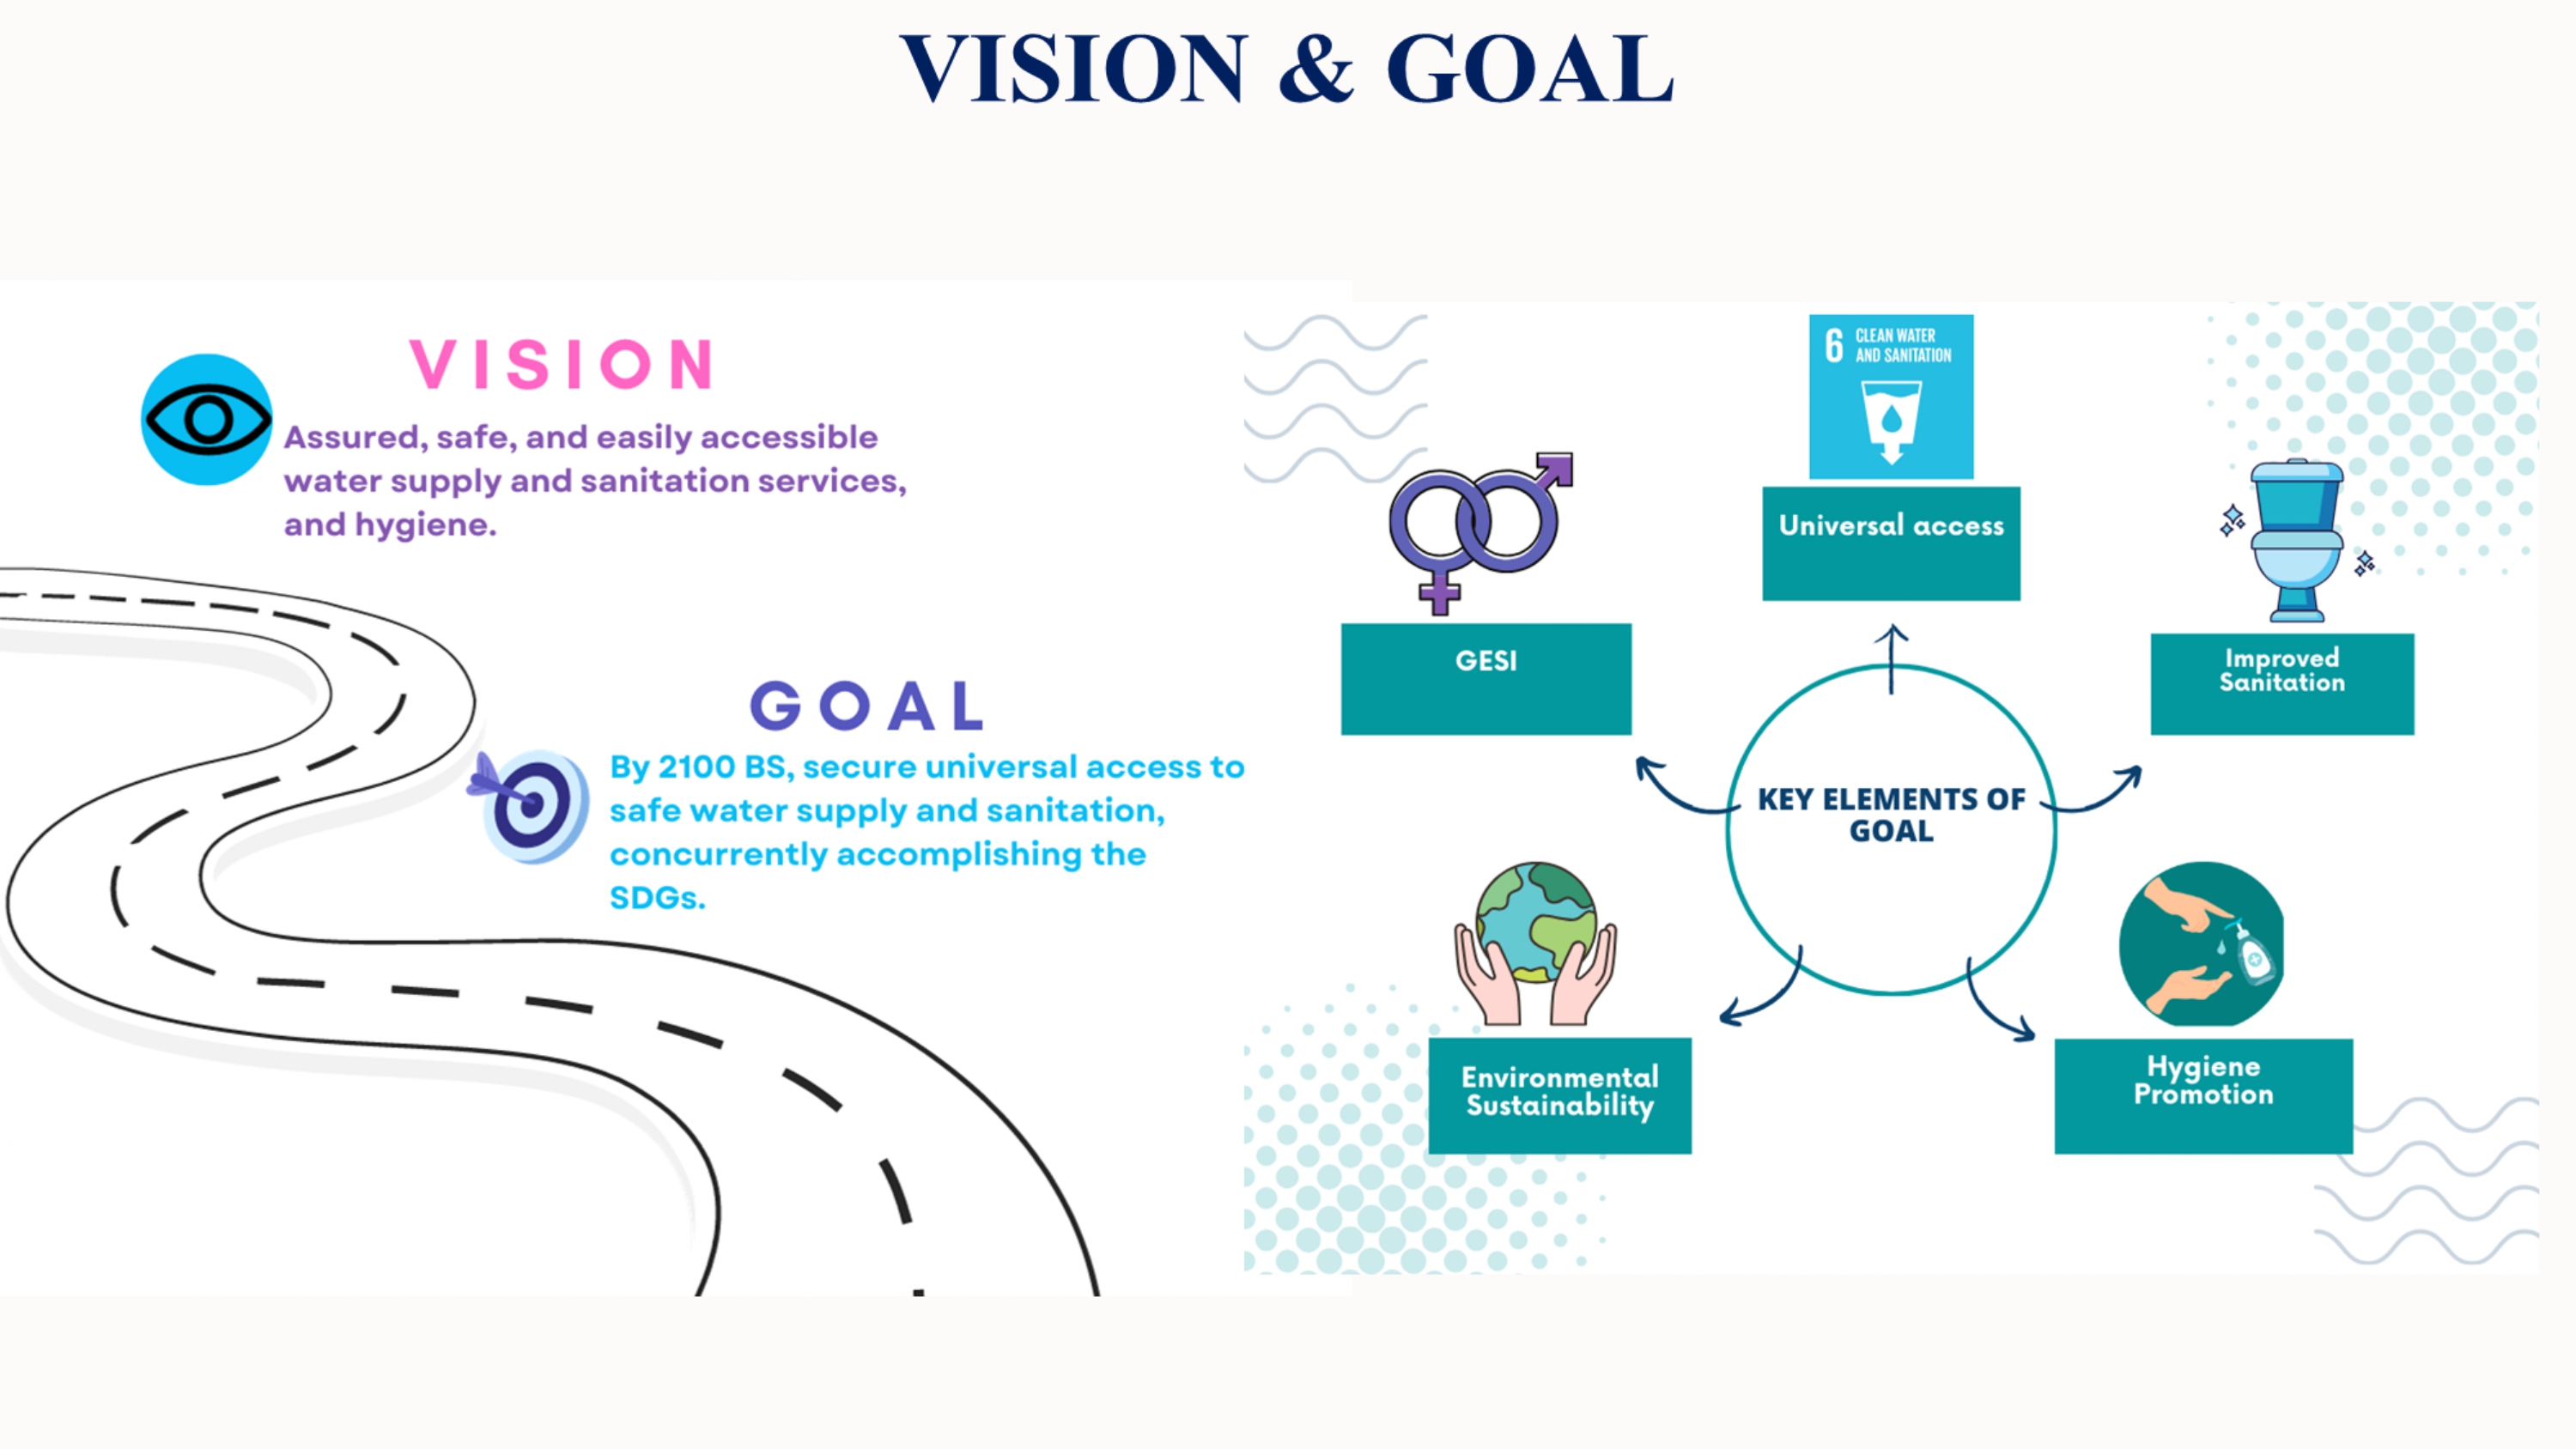 VISION & GOAL
VISION
Assured, safe, and easily accessible
water supply and sanitation services,
and hygiene.
GOAL
By 2100 BS, secure universal access to
safe water supply and sanitation,
concurrently accomplishing the
SDGs.
6 CLEAN WATER
AND SANITATION
Universal access
GESI
Improved
Sanitation
KEY ELEMENTS OF
GOAL
Environmental
Sustainability
Hygiene
Promotion